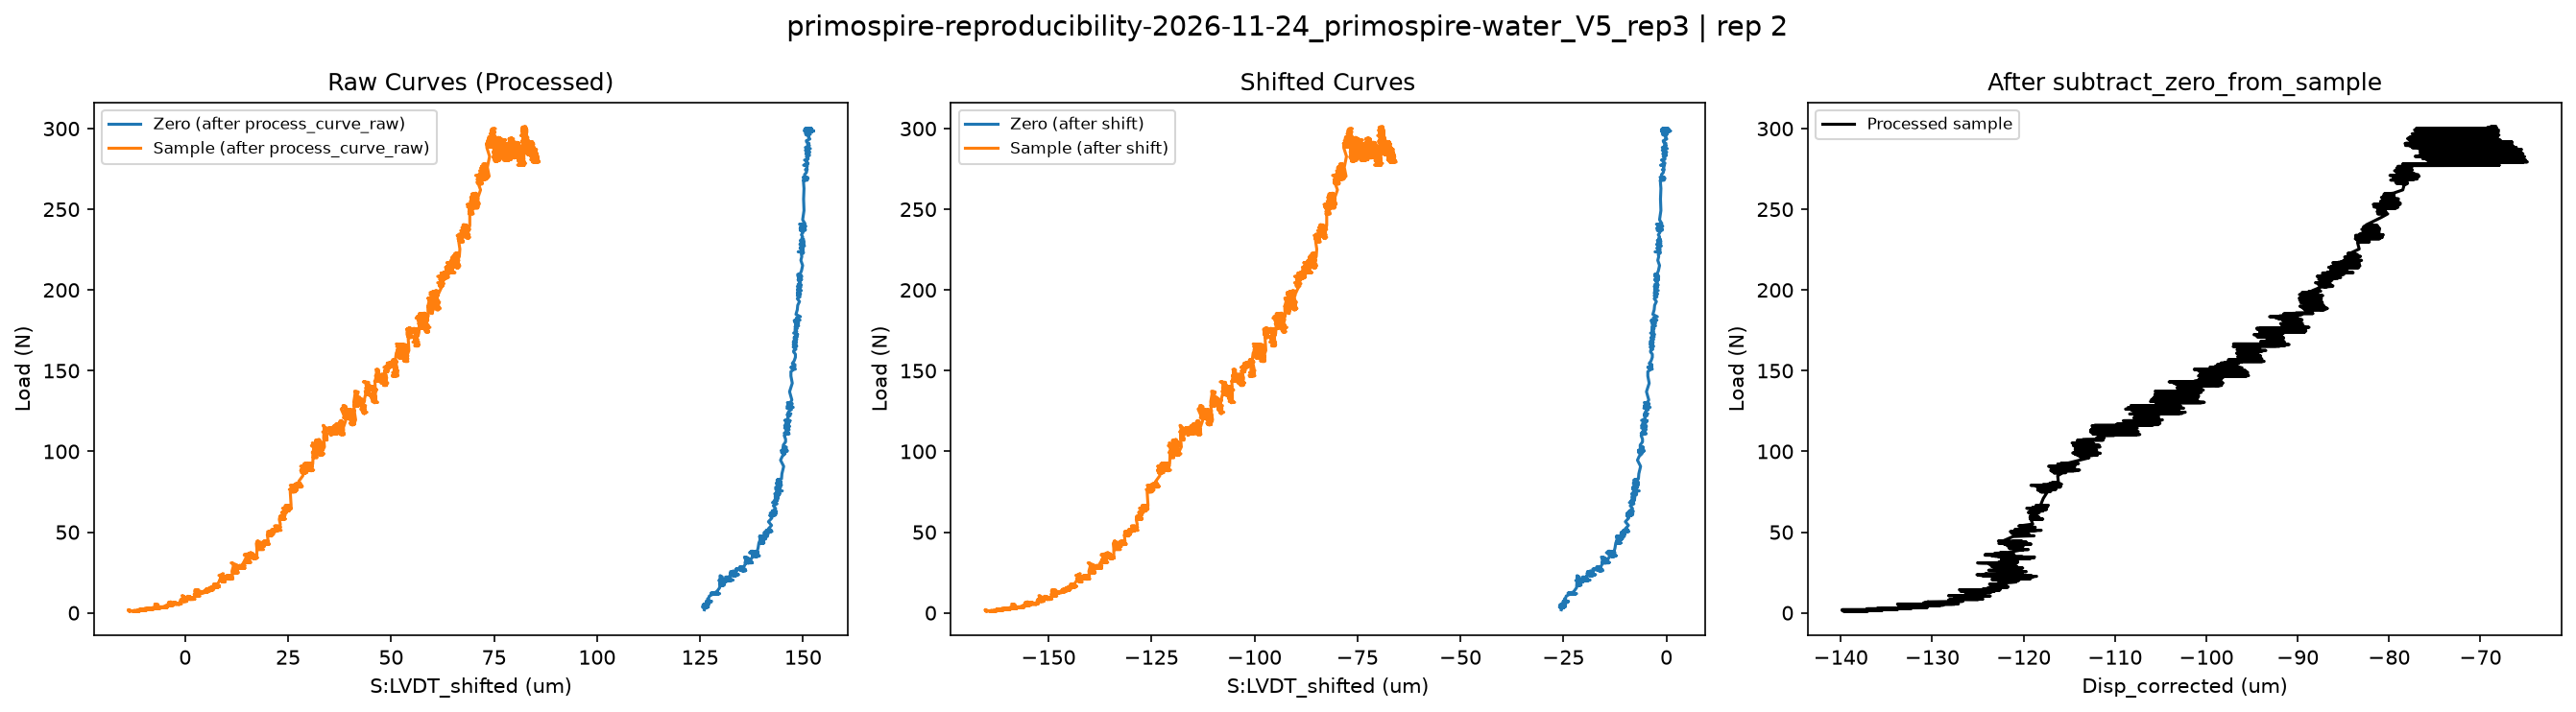 primospire-reproducibility-2026-11-24_primospire-water_V5_rep3 | rep 2
Raw Curves (Processed)
Zero (after process_curve_raw)
Sample (after process_curve_raw)
Load (N)
300
250
200
150
100
50
0
0 25 50 75 100 125 150
S:LVDT_shifted (um)
Shifted Curves
Zero (after shift)
Sample (after shift)
Load (N)
300
250
200
150
100
50
0
−150 −125 −100 −75 −50 −25 0
S:LVDT_shifted (um)
After subtract_zero_from_sample
Processed sample
Load (N)
300
250
200
150
100
50
0
−140 −130 −120 −110 −100 −90 −80 −70
Disp_corrected (um)